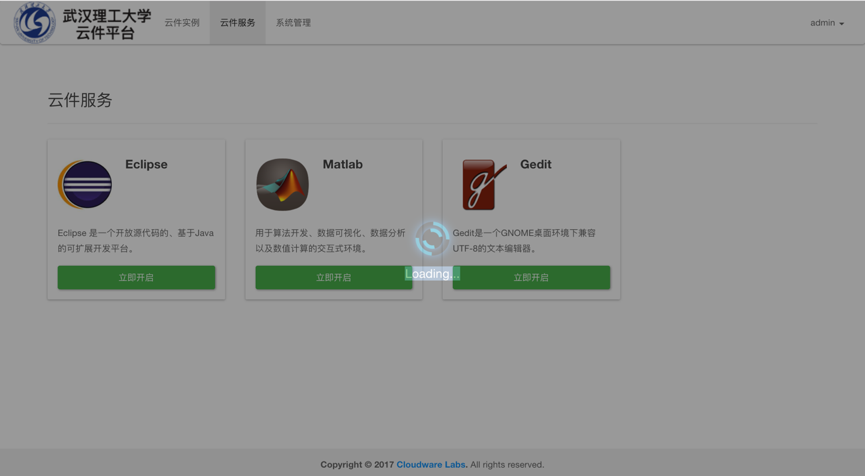 武汉理工大学
云件平台
云件实例
云件服务
系统管理
admin
云件服务
Eclipse
Eclipse 是一个开放源代码的、基于Java
的可扩展开发平台。
立即开启
Matlab
用于算法开发、数据可视化、数据分析
以及数值计算的交互式环境。
立即开启
Gedit
Gedit是一个GNOME桌面环境下兼容
UTF-8的文本编辑器。
立即开启
Loading...
Copyright © 2017 Cloudware Labs. All rights reserved.